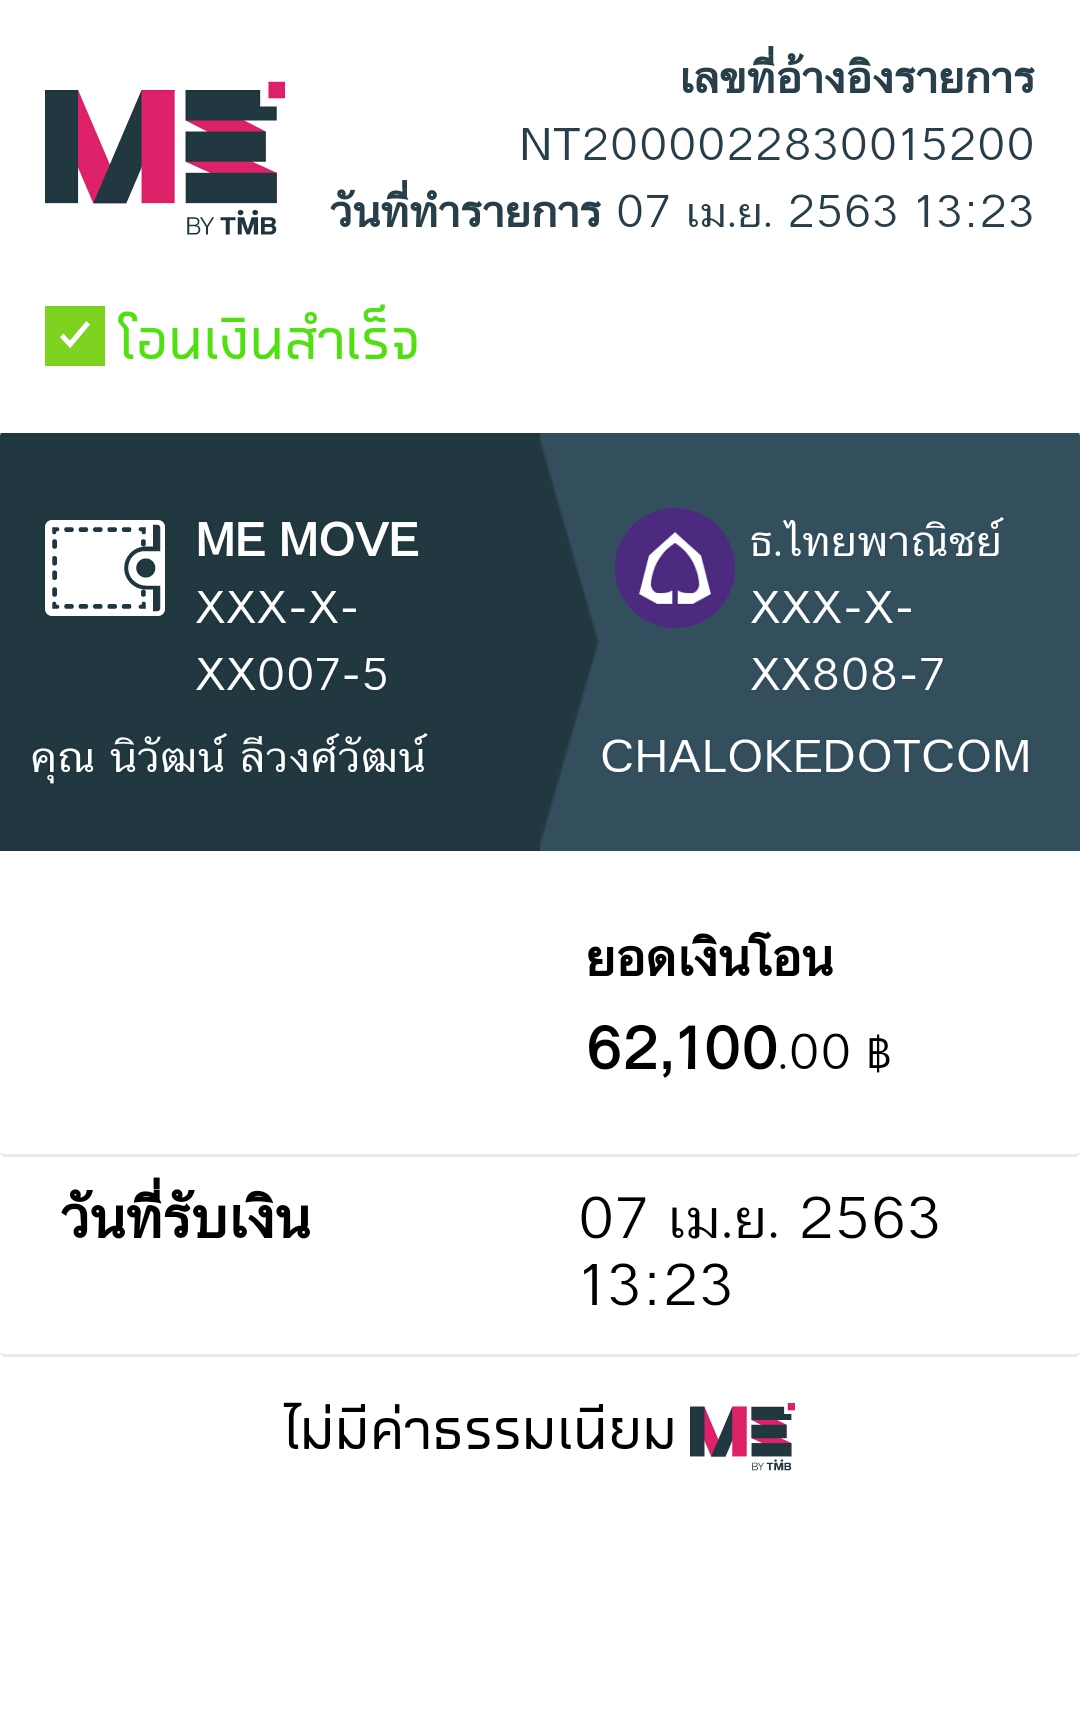 ME
BY TMB
เลขที่อ้างอิงรายการ
NT20000022830015200
วันที่ทำรายการ 07 เม.ย. 2563 13:23
โอนเงินสำเร็จ
ME MOVE
XXX-X-
XX007-5
คุณ นิวัฒน์ ลีวงศ์วัฒน์
ธ.ไทยพาณิชย์
XXX-X-
XX808-7
CHALOKEDOTCOM
ยอดเงินโอน
62,100.00 ฿
วันที่รับเงิน
07 เม.ย. 2563
13:23
ไม่มีค่าธรรมเนียม ME
BY TMB